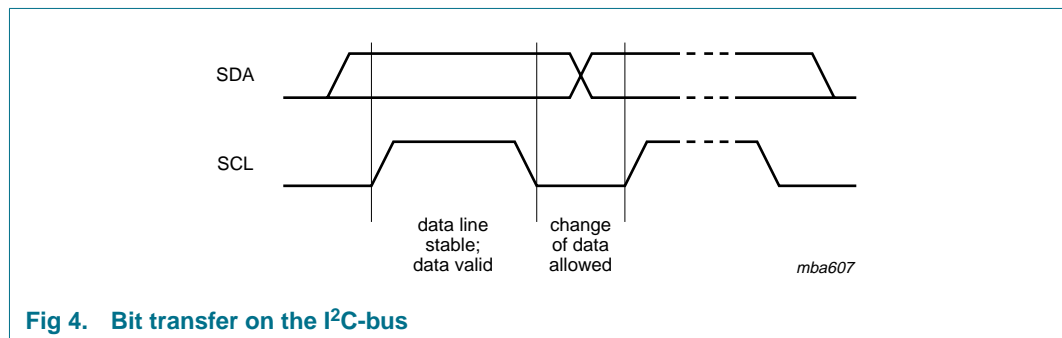 SDA
SCL
data line
stable;
data valid
change
of data
allowed
mba607
Fig 4. Bit transfer on the I²C-bus